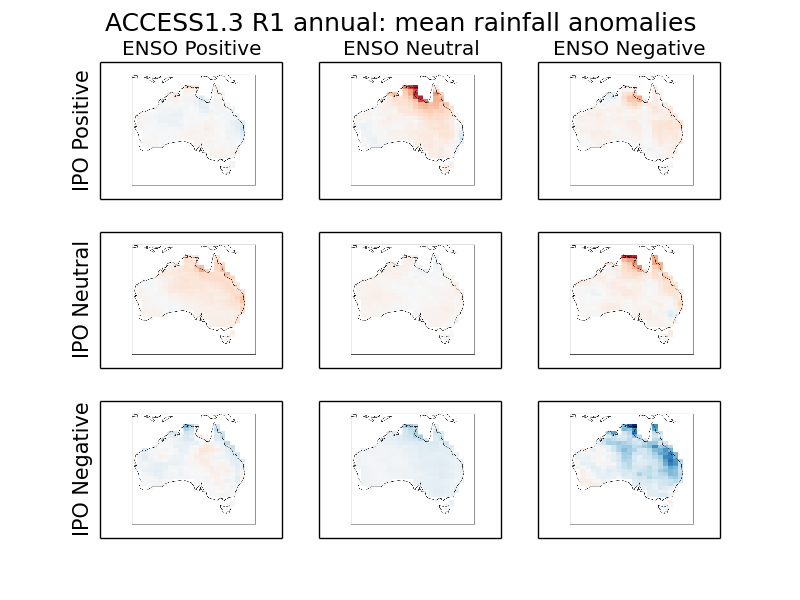 ACCESS1.3 R1 annual: mean rainfall anomalies
ENSO Positive
ENSO Neutral
ENSO Negative
IPO Positive
IPO Neutral
IPO Negative